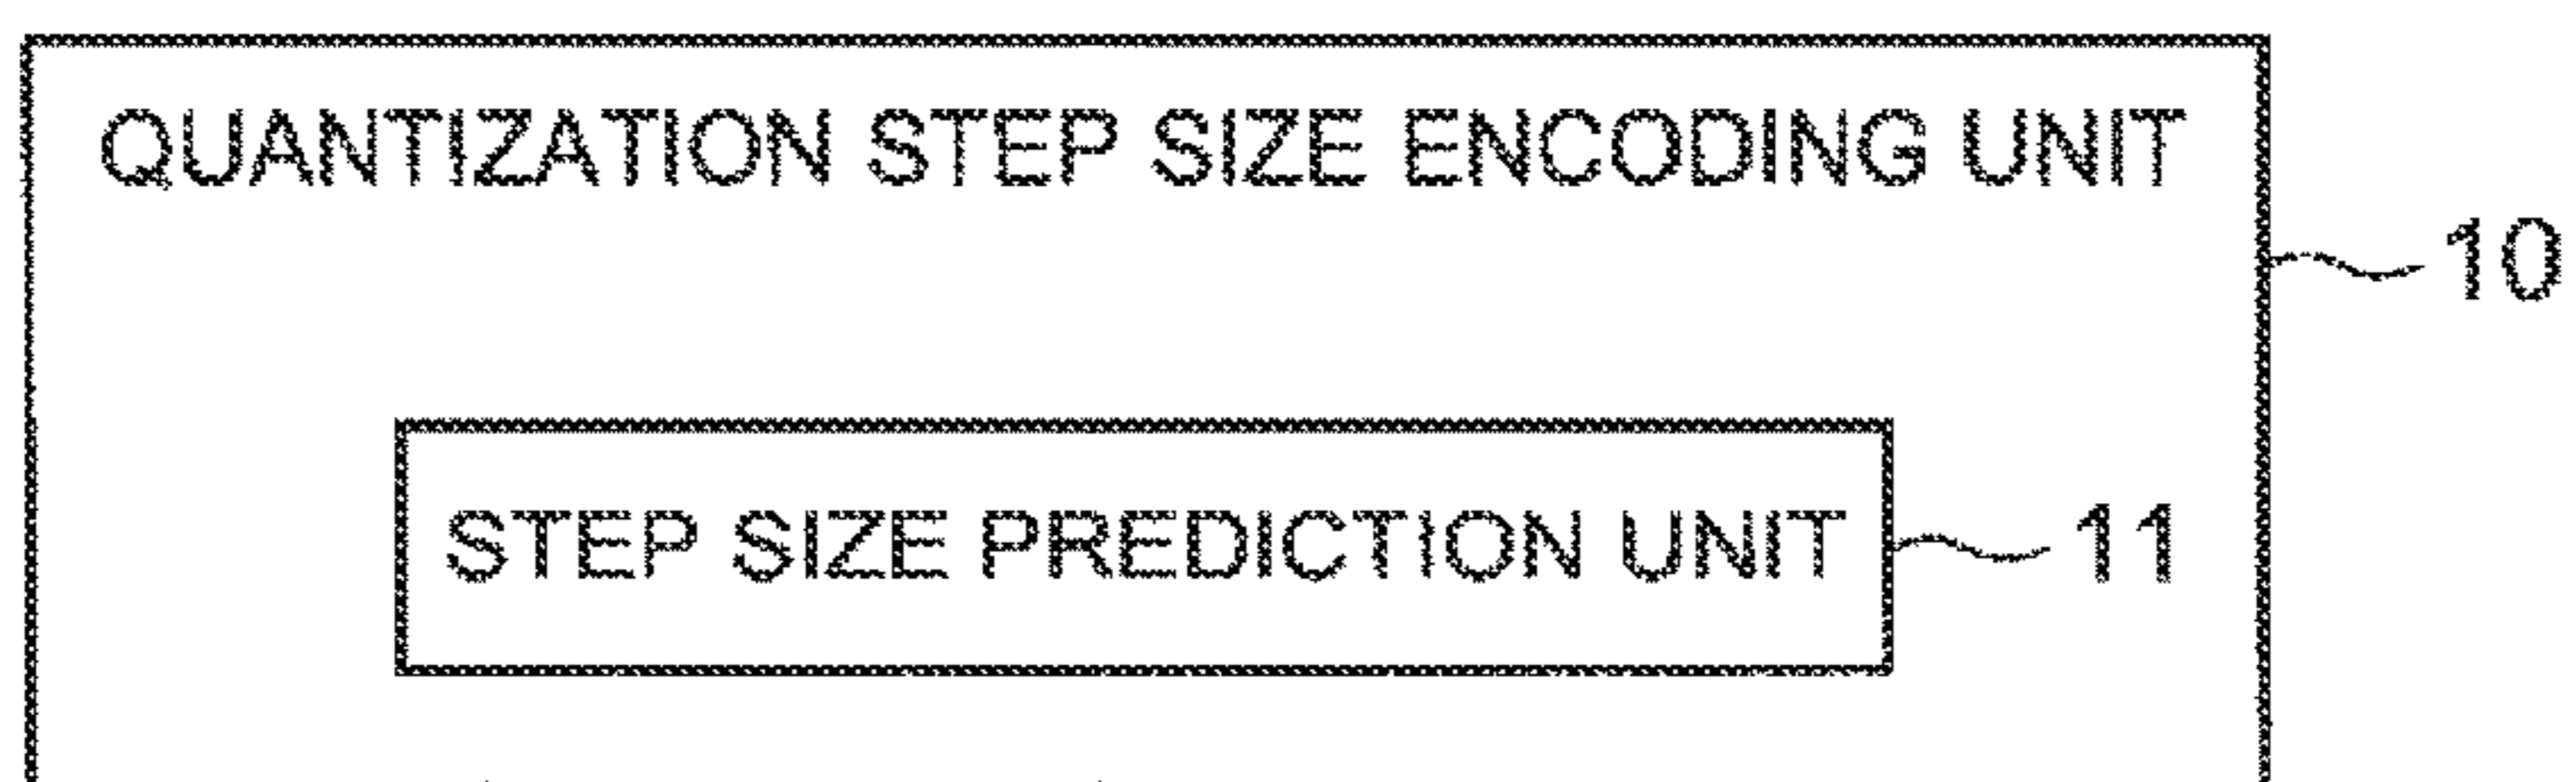 QUANTIZATION STEP SIZE ENCODING UNIT
10
STEP SIZE PREDICTION UNIT
11